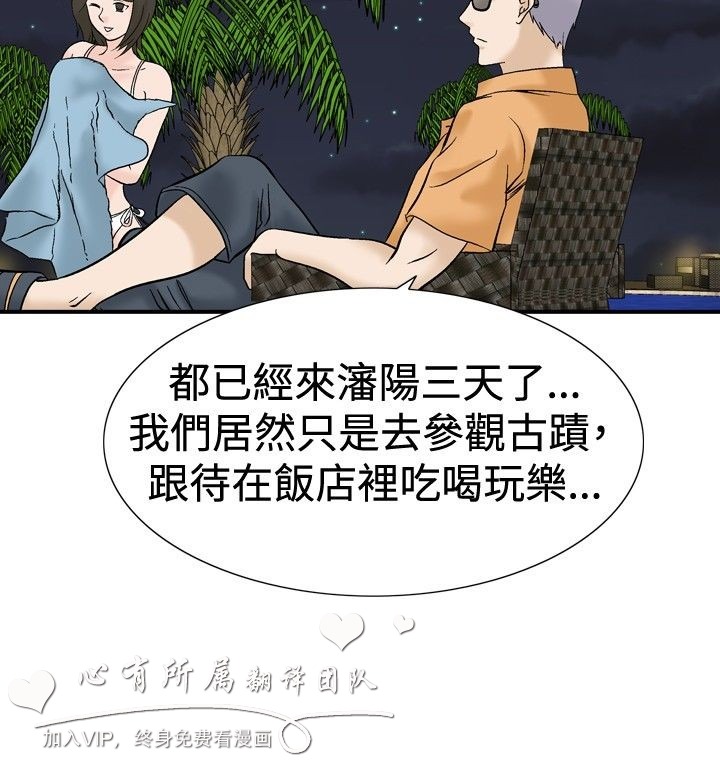 都已經來瀋陽三天了...
我們居然只是去參觀古蹟，
跟待在飯店裡吃喝玩樂...
心有所属翻译团队
加入VIP，终身免费看漫画